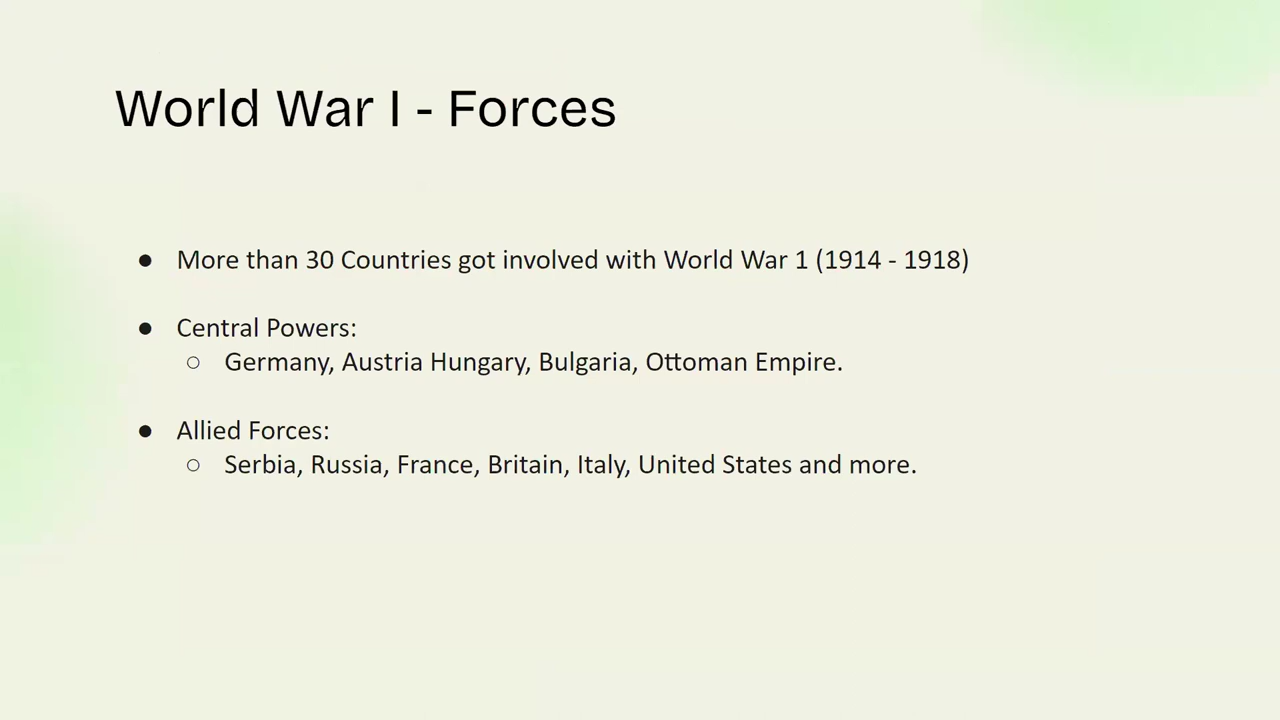 World War I - Forces
● More than 30 Countries got involved with World War 1 (1914 - 1918)
● Central Powers:
○ Germany, Austria Hungary, Bulgaria, Ottoman Empire.
● Allied Forces:
○ Serbia, Russia, France, Britain, Italy, United States and more.